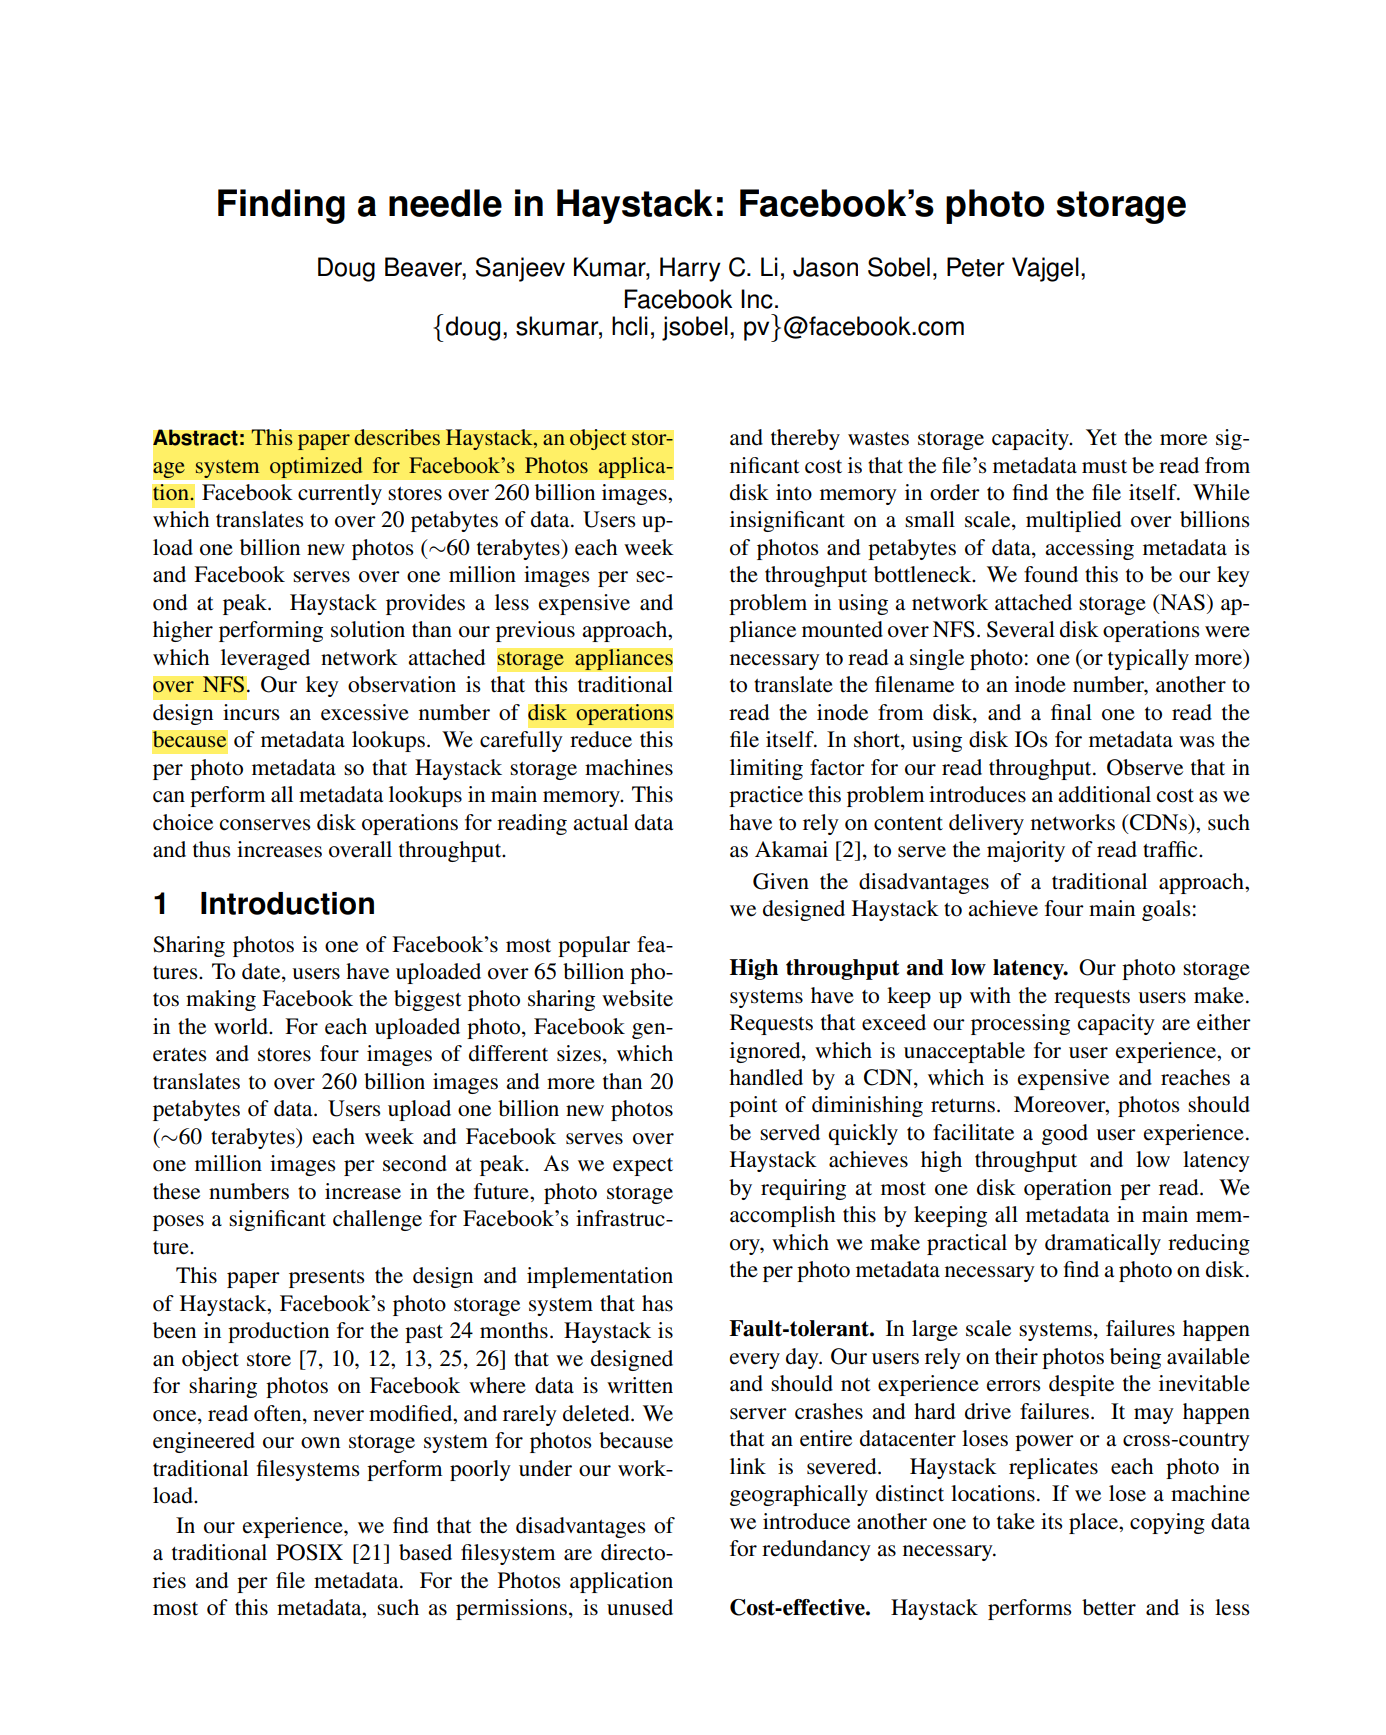 Finding a needle in Haystack: Facebook's photo storage
Doug Beaver, Sanjeev Kumar, Harry C. Li, Jason Sobel, Peter Vajgel,
Facebook Inc.
{doug, skumar, hcli, jsobel, pv}@facebook.com
Abstract: This paper describes Haystack, an object stor-
age system optimized for Facebook's Photos applica-
tion. Facebook currently stores over 260 billion images,
which translates to over 20 petabytes of data. Users up-
load one billion new photos (∼60 terabytes) each week
and Facebook serves over one million images per sec-
ond at peak. Haystack provides a less expensive and
higher performing solution than our previous approach,
which leveraged network attached storage appliances
over NFS. Our key observation is that this traditional
design incurs an excessive number of disk operations
because of metadata lookups. We carefully reduce this
per photo metadata so that Haystack storage machines
can perform all metadata lookups in main memory. This
choice conserves disk operations for reading actual data
and thus increases overall throughput.
1 Introduction
Sharing photos is one of Facebook's most popular fea-
tures. To date, users have uploaded over 65 billion pho-
tos making Facebook the biggest photo sharing website
in the world. For each uploaded photo, Facebook gen-
erates and stores four images of different sizes, which
translates to over 260 billion images and more than 20
petabytes of data. Users upload one billion new photos
(∼60 terabytes) each week and Facebook serves over
one million images per second at peak. As we expect
these numbers to increase in the future, photo storage
poses a significant challenge for Facebook's infrastruc-
ture.
This paper presents the design and implementation
of Haystack, Facebook's photo storage system that has
been in production for the past 24 months. Haystack is
an object store [7, 10, 12, 13, 25, 26] that we designed
for sharing photos on Facebook where data is written
once, read often, never modified, and rarely deleted. We
engineered our own storage system for photos because
traditional filesystems perform poorly under our work-
load.
In our experience, we find that the disadvantages of
a traditional POSIX [21] based filesystem are directo-
ries and per file metadata. For the Photos application
most of this metadata, such as permissions, is unused
and thereby wastes storage capacity. Yet the more sig-
nificant cost is that the file's metadata must be read from
disk into memory in order to find the file itself. While
insignificant on a small scale, multiplied over billions
of photos and petabytes of data, accessing metadata is
the throughput bottleneck. We found this to be our key
problem in using a network attached storage (NAS) ap-
pliance mounted over NFS. Several disk operations were
necessary to read a single photo: one (or typically more)
to translate the filename to an inode number, another to
read the inode from disk, and a final one to read the
file itself. In short, using disk IOs for metadata was the
limiting factor for our read throughput. Observe that in
practice this problem introduces an additional cost as we
have to rely on content delivery networks (CDNs), such
as Akamai [2], to serve the majority of read traffic.
Given the disadvantages of a traditional approach,
we designed Haystack to achieve four main goals:
High throughput and low latency. Our photo storage
systems have to keep up with the requests users make.
Requests that exceed our processing capacity are either
ignored, which is unacceptable for user experience, or
handled by a CDN, which is expensive and reaches a
point of diminishing returns. Moreover, photos should
be served quickly to facilitate a good user experience.
Haystack achieves high throughput and low latency
by requiring at most one disk operation per read. We
accomplish this by keeping all metadata in main mem-
ory, which we make practical by dramatically reducing
the per photo metadata necessary to find a photo on disk.
Fault-tolerant. In large scale systems, failures happen
every day. Our users rely on their photos being available
and should not experience errors despite the inevitable
server crashes and hard drive failures. It may happen
that an entire datacenter loses power or a cross-country
link is severed. Haystack replicates each photo in
geographically distinct locations. If we lose a machine
we introduce another one to take its place, copying data
for redundancy as necessary.
Cost-effective. Haystack performs better and is less